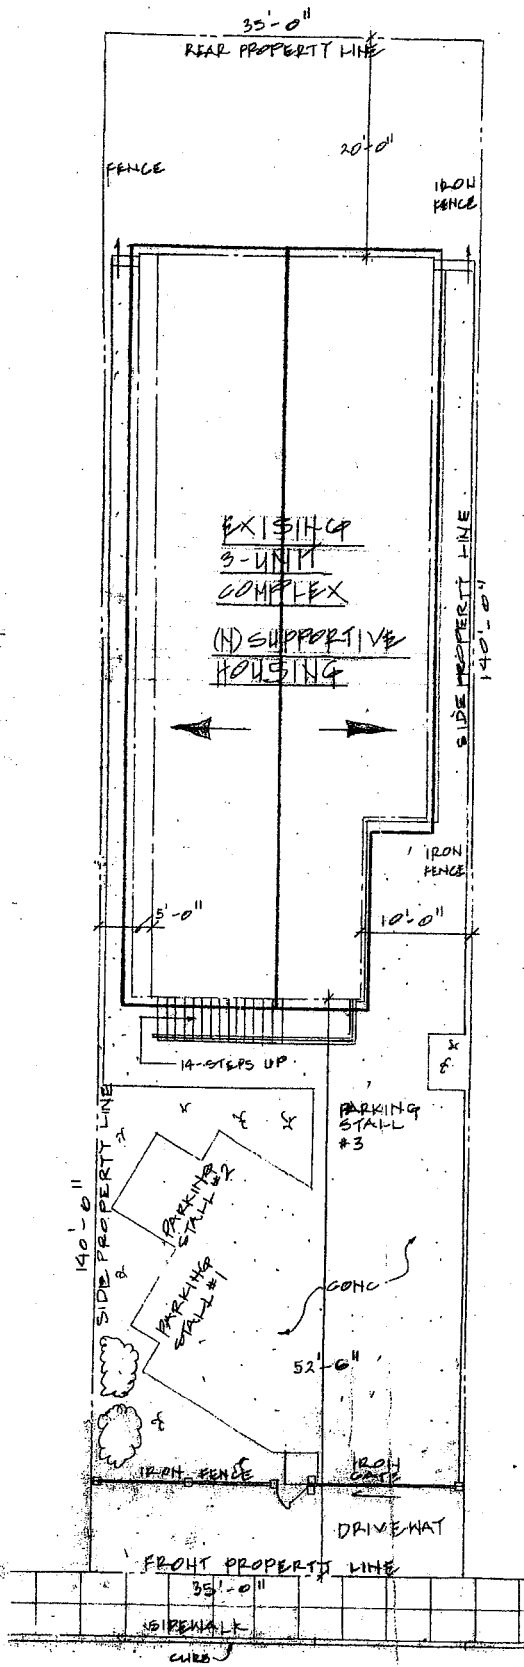 35'-0"
REAR PROPERTY LINE
20'-0"
FENCE
IRON
FENCE
EXISING
3-UNIT
COMPLEX
(N) SUPPORTIVE
HOUSING
SIDE PROPERTY LINE
140'-0"
IRON
FENCE
5'-0"
10'-0"
14-STEPS UP
PARKING
STALL
#3
PARKING
STALL #2
PARKING
STALL #1
SIDE PROPERTY LINE
140'-0"
CONC
52'-6"
IRON FENCE
IRON
GATE
DRIVEWAY
FRONT PROPERTY LINE
35'-0"
SIDEWALK
CURB